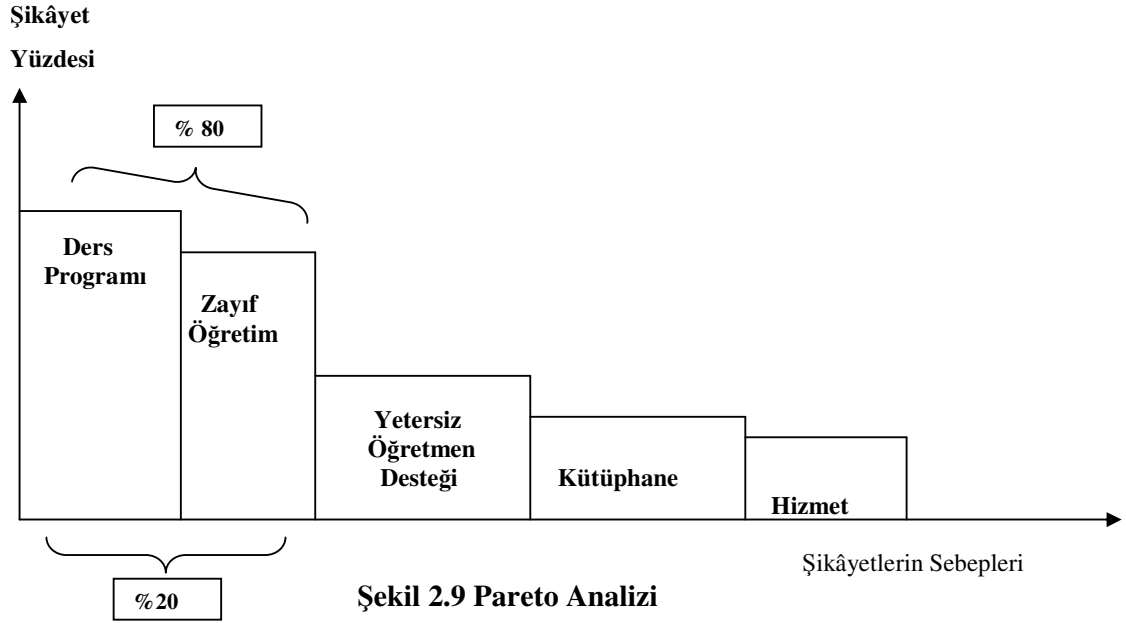 Şikâyet
Yüzdesi
% 80
Ders
Programı
Zayıf
Öğretim
Yetersiz
Öğretmen
Desteği
Kütüphane
Hizmet
Şikâyetlerin Sebepleri
%20
Şekil 2.9 Pareto Analizi